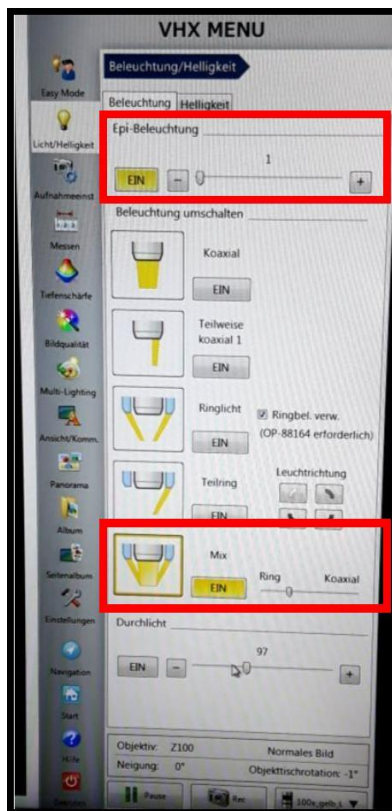 VHX MENU
Beleuchtung/Helligkeit
Easy Mode
Beleuchtung Helligkeit
Licht/Helligkeit
Epi-Beleuchtung
1
EIN - +
Aufnahmeeinst
Beleuchtung umschalten
Messen
Koaxial
EIN
Tiefenschärfe
Teilweise
koaxial 1
Bildqualität
EIN
Multi-Lighting
Ringlicht Ringbel. verw.
(OP-88164 erforderlich)
EIN
Ansicht/Komm.
Teilring Leuchtrichtung
Panorama
EIN
Album
Mix
Ring Koaxial
EIN
Seitenalbum
Einstellungen
Durchlicht
97
EIN - +
Navigation
Start
Objektiv: Z100 Normales Bild
Hilfe
Neigung: 0° Objekttischrotation: -1°
Pause Rec 100x_gelb_L